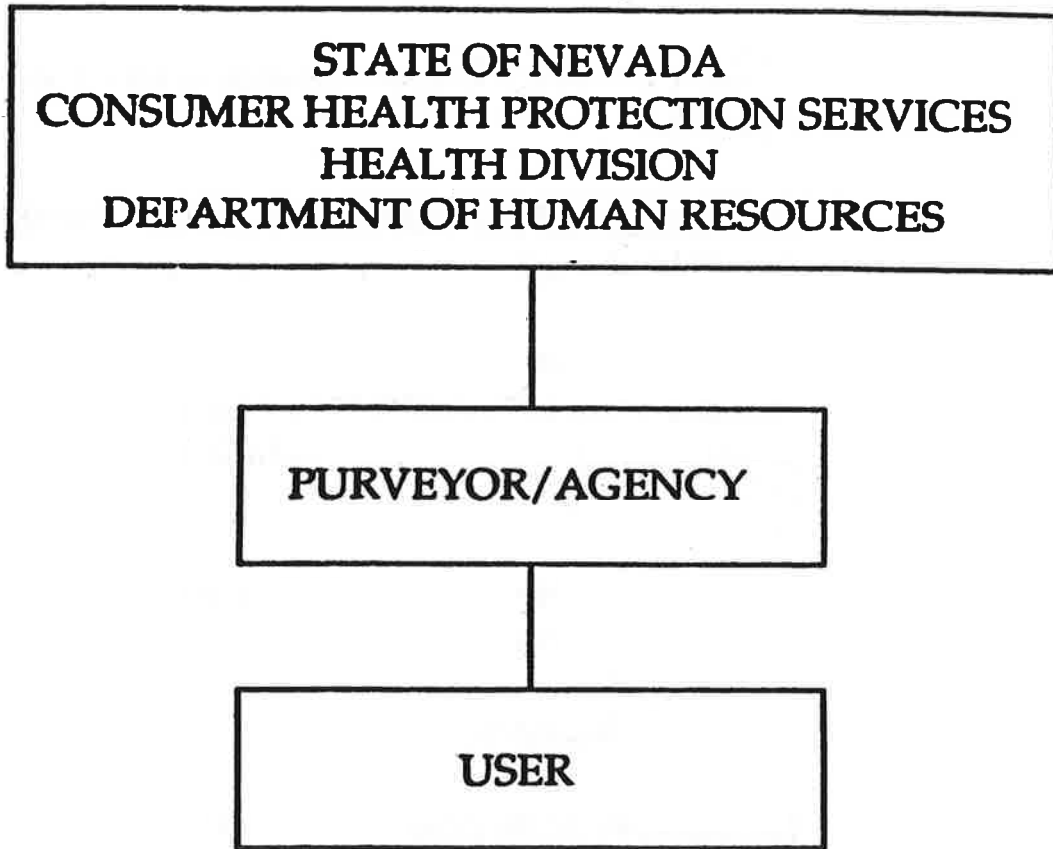 STATE OF NEVADA
CONSUMER HEALTH PROTECTION SERVICES
HEALTH DIVISION
DEPARTMENT OF HUMAN RESOURCES
PURVEYOR/AGENCY
USER